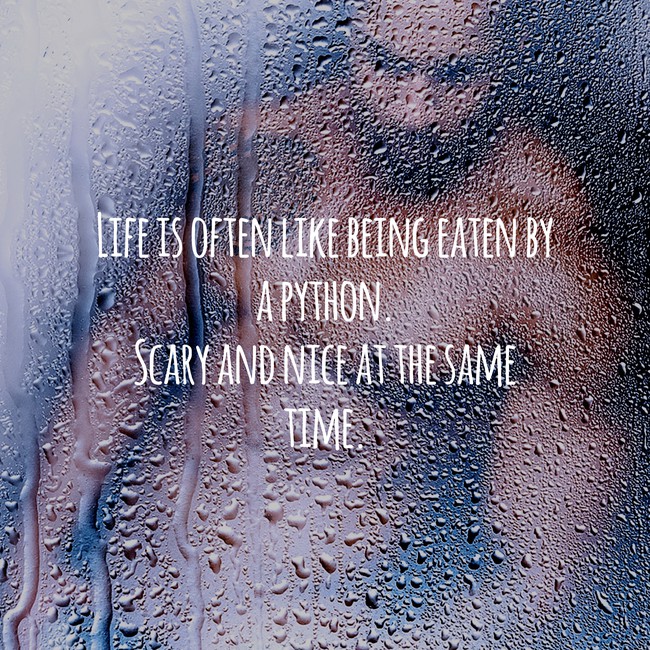 Life is often like being eaten by
a python.
Scary and nice at the same
time.